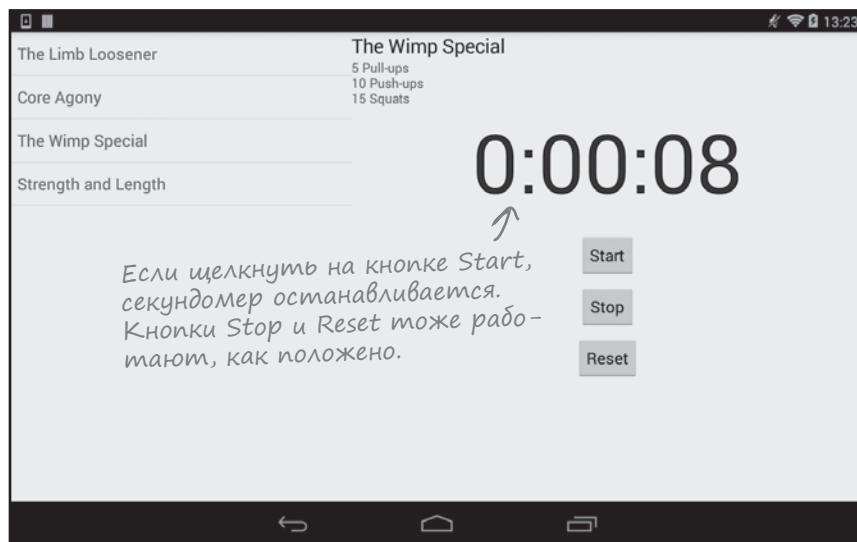 13:23
The Limb Loosener
Core Agony
The Wimp Special
Strength and Length
The Wimp Special
5 Pull-ups
10 Push-ups
15 Squats
0:00:08
Если щелкнуть на кнопке Start,
секундомер останавливается.
Кнопки Stop и Reset тоже рабо-
тают, как положено.
Start
Stop
Reset